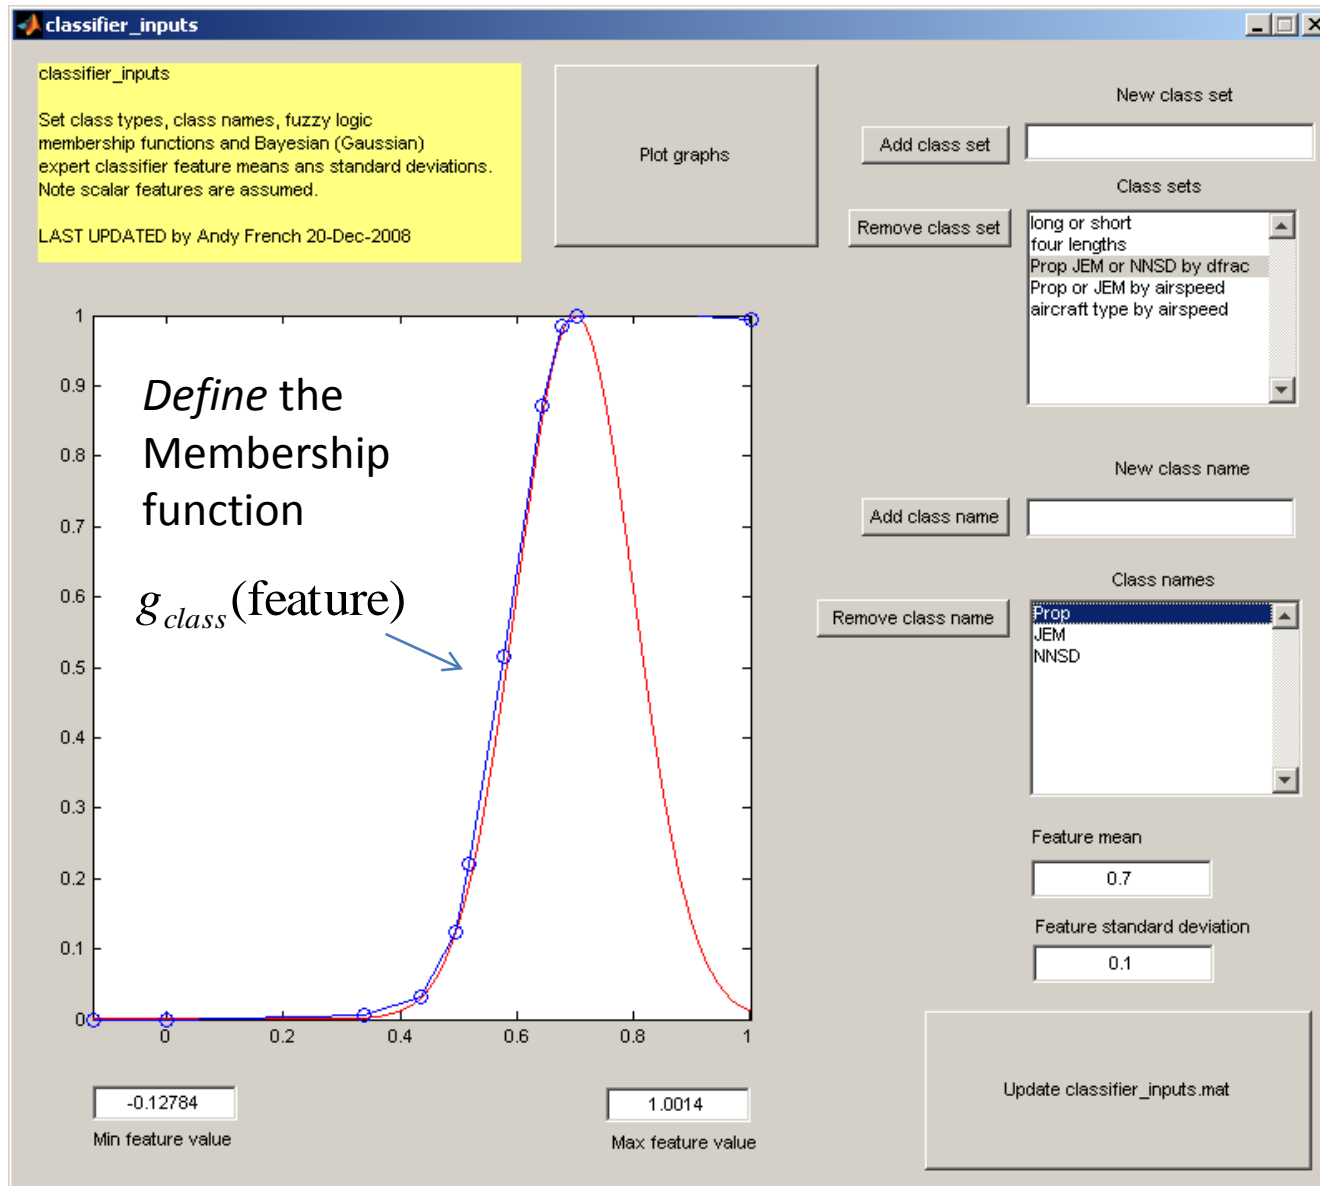 classifier_inputs
classifier_inputs
Set class types, class names, fuzzy logic
membership functions and Bayesian (Gaussian)
expert classifier feature means ans standard deviations.
Note scalar features are assumed.
LAST UPDATED by Andy French 20-Dec-2008
Plot graphs
New class set
Add class set
Class sets
Remove class set
long or short
four lengths
Prop JEM or NNSD by dfrac
Prop or JEM by airspeed
aircraft type by airspeed
1
0.9
0.8
0.7
0.6
0.5
0.4
0.3
0.2
0.1
0
0
0.2
0.4
0.6
0.8
1
Define the
Membership
function
g_class(feature)
New class name
Add class name
Class names
Remove class name
Prop
JEM
NNSD
Feature mean
0.7
Feature standard deviation
0.1
-0.12784
Min feature value
1.0014
Max feature value
Update classifier_inputs.mat